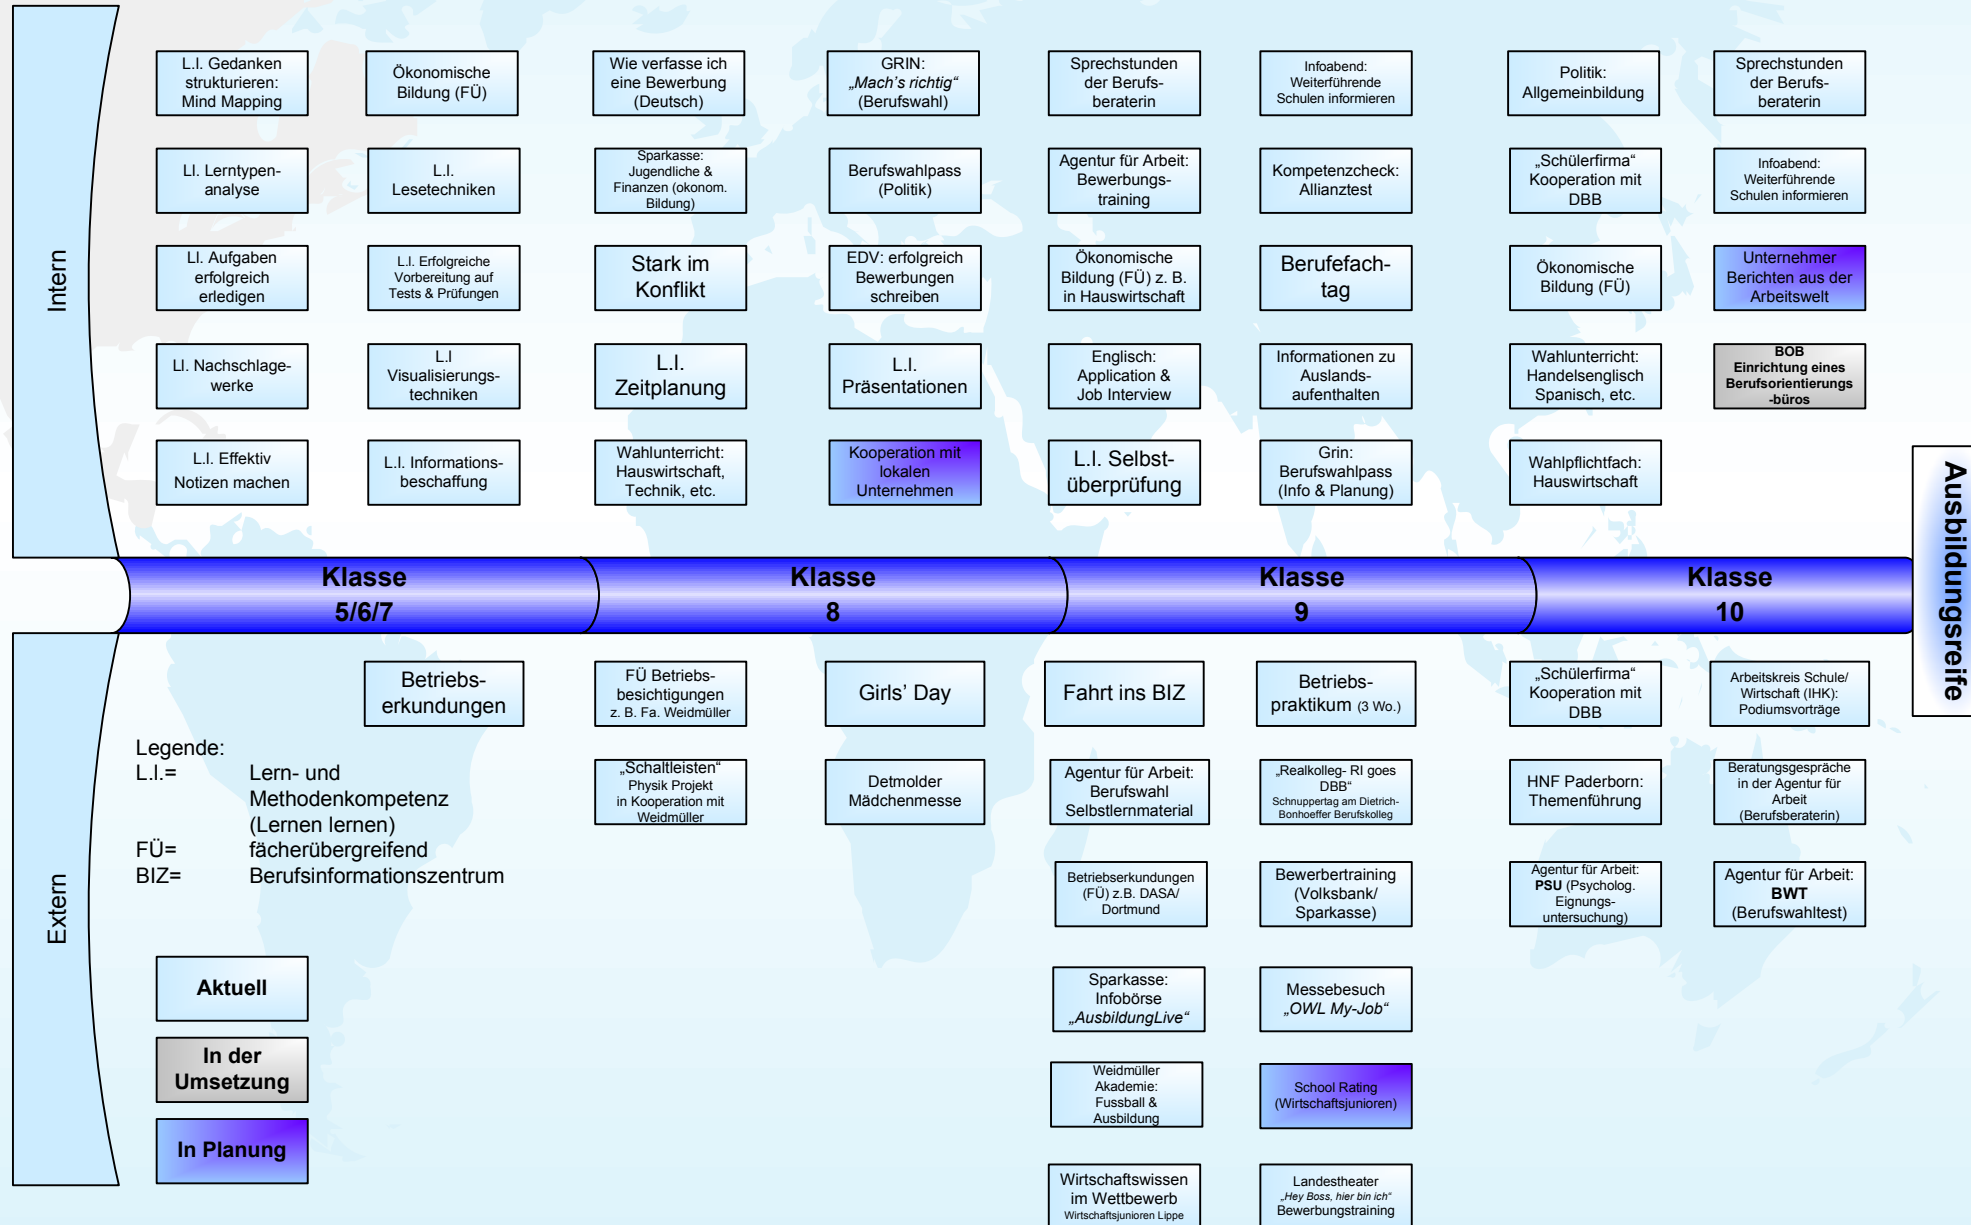 Intern
L.I. Gedanken
strukturieren:
Mind Mapping
Ökonomische
Bildung (FÜ)
Wie verfasse ich
eine Bewerbung
(Deutsch)
GRIN:
„Mach's richtig“
(Berufswahl)
Sprechstunden
der Berufs-
beraterin
Infoabend:
Weiterführende
Schulen informieren
Politik:
Allgemeinbildung
Sprechstunden
der Berufs-
beraterin
LI. Lerntypen-
analyse
L.I.
Lesetechniken
Sparkasse:
Jugendliche &
Finanzen (okonom.
Bildung)
Berufswahlpass
(Politik)
Agentur für Arbeit:
Bewerbungs-
training
Kompetenzcheck:
Allianztest
„Schülerfirma“
Kooperation mit
DBB
Infoabend:
Weiterführende
Schulen informieren
LI. Aufgaben
erfolgreich
erledigen
L.I. Erfolgreiche
Vorbereitung auf
Tests & Prüfungen
Stark im
Konflikt
EDV: erfolgreich
Bewerbungen
schreiben
Ökonomische
Bildung (FÜ) z. B.
in Hauswirtschaft
Berufefach-
tag
Ökonomische
Bildung (FÜ)
Unternehmer
Berichten aus der
Arbeitswelt
LI. Nachschlage-
werke
L.I
Visualisierungs-
techniken
L.I.
Zeitplanung
L.I.
Präsentationen
Englisch:
Application &
Job Interview
Informationen zu
Auslands-
aufenthalten
Wahlunterricht:
Handelsenglisch
Spanisch, etc.
BOB
Einrichtung eines
Berufsorientierungs
-büros
L.I. Effektiv
Notizen machen
L.I. Informations-
beschaffung
Wahlunterricht:
Hauswirtschaft,
Technik, etc.
Kooperation mit
lokalen
Unternehmen
L.I. Selbst-
überprüfung
Grin:
Berufswahlpass
(Info & Planung)
Wahlpflichtfach:
Hauswirtschaft
Klasse
5/6/7
Klasse
8
Klasse
9
Klasse
10
Ausbildungsreife
Extern
Betriebs-
erkundungen
FÜ Betriebs-
besichtigungen
z. B. Fa. Weidmüller
Girls' Day
Fahrt ins BIZ
Betriebs-
praktikum (3 Wo.)
„Schülerfirma“
Kooperation mit
DBB
Arbeitskreis Schule/
Wirtschaft (IHK):
Podiumsvorträge
„Schaltleisten“
Physik Projekt
in Kooperation mit
Weidmüller
Detmolder
Mädchenmesse
Agentur für Arbeit:
Berufswahl
Selbstlernmaterial
„Realkolleg- RI goes
DBB“
Schnuppertag am Dietrich-
Bonhoeffer Berufskolleg
HNF Paderborn:
Themenführung
Beratungsgespräche
in der Agentur für
Arbeit
(Berufsberaterin)
Betriebserkundungen
(FÜ) z.B. DASA/
Dortmund
Bewerbertraining
(Volksbank/
Sparkasse)
Agentur für Arbeit:
PSU (Psycholog.
Eignungs-
untersuchung)
Agentur für Arbeit:
BWT
(Berufswahltest)
Sparkasse:
Infobörse
„AusbildungLive“
Messebesuch
„OWL My-Job“
Weidmüller
Akademie:
Fussball &
Ausbildung
School Rating
(Wirtschaftsjunioren)
Wirtschaftswissen
im Wettbewerb
Wirtschaftsjunioren Lippe
Landestheater
„Hey Boss, hier bin ich“
Bewerbungstraining
Legende:
L.I.= Lern- und
Methodenkompetenz
(Lernen lernen)
FÜ= fächerübergreifend
BIZ= Berufsinformationszentrum
Aktuell
In der
Umsetzung
In Planung